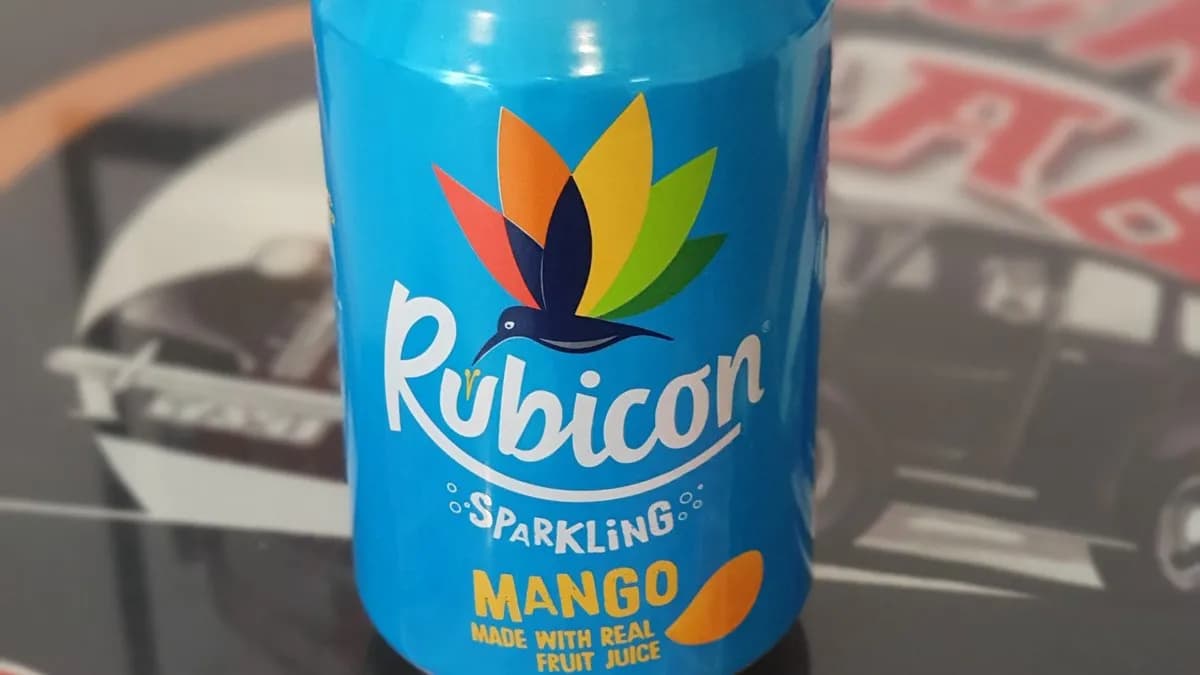 Rubicon®
SPARKLING
MANGO
MADE WITH REAL
FRUIT JUICE